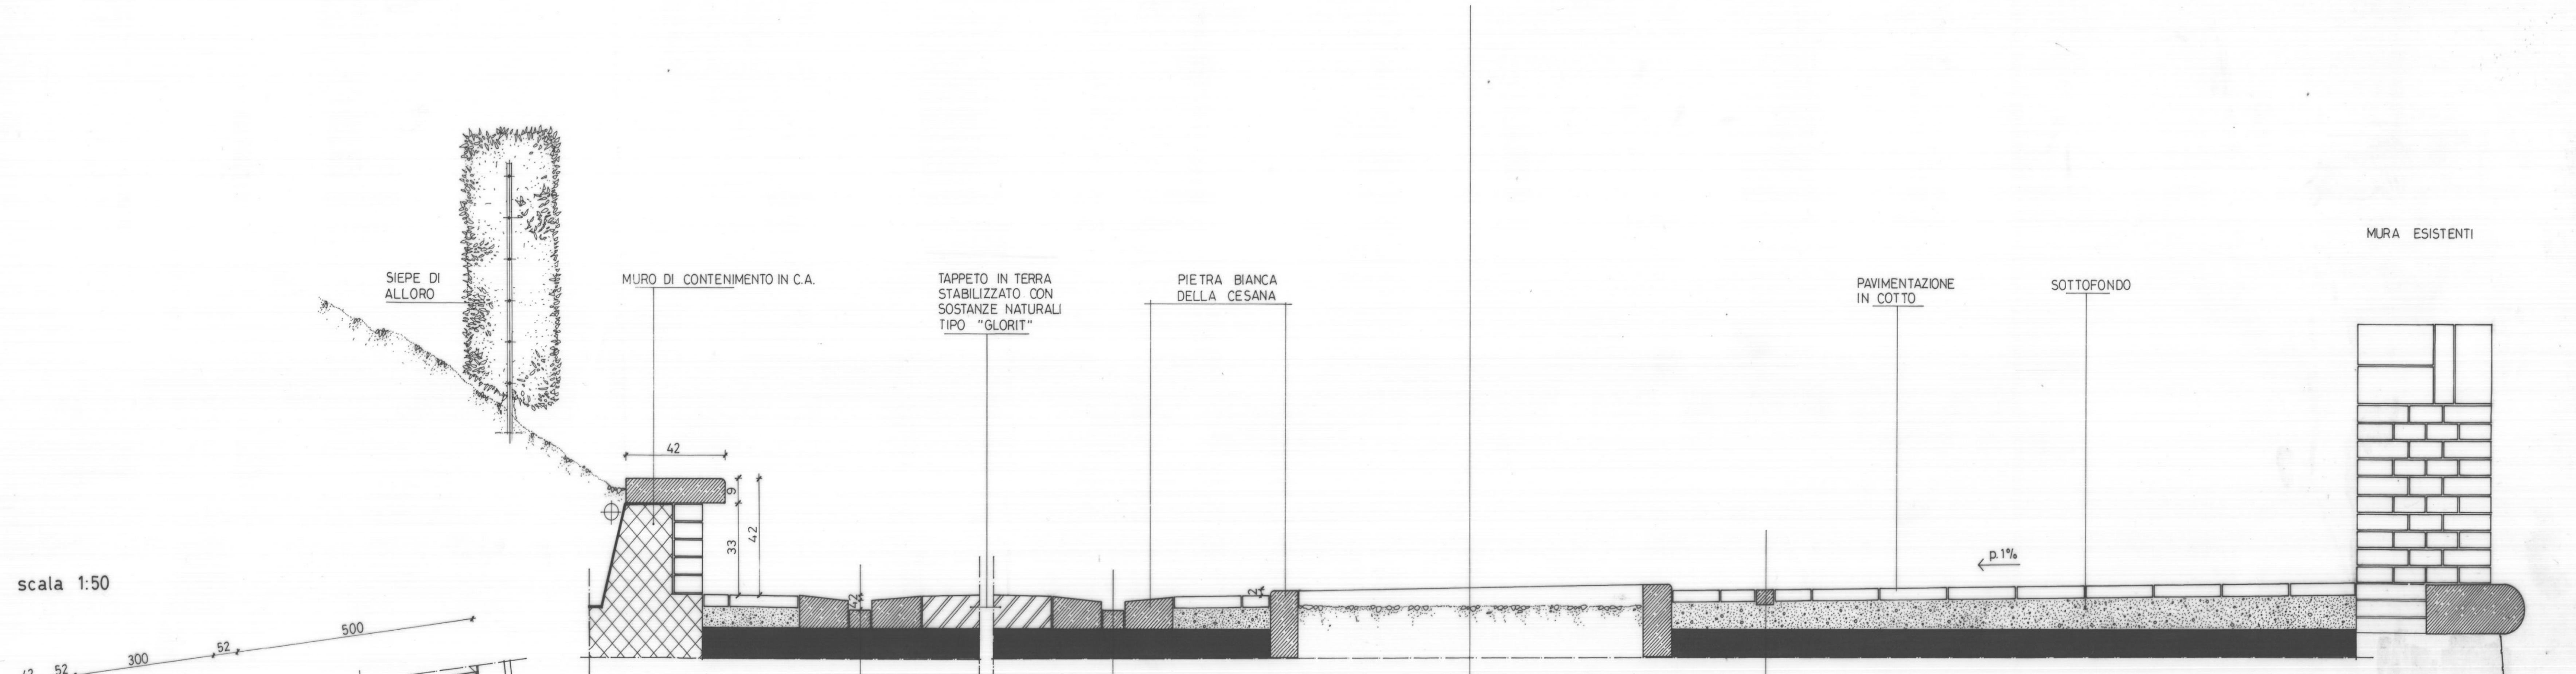 MURA ESISTENTI
SIEPE DI
ALLORO
MURO DI CONTENIMENTO IN C.A.
TAPPETO IN TERRA
STABILIZZATO CON
SOSTANZE NATURALI
TIPO "GLORIT"
PIETRA BIANCA
DELLA CESANA
PAVIMENTAZIONE
IN COTTO
SOTTOFONDO
42
9
33
42
p.1%
scala 1:50
2
500
52
300
52